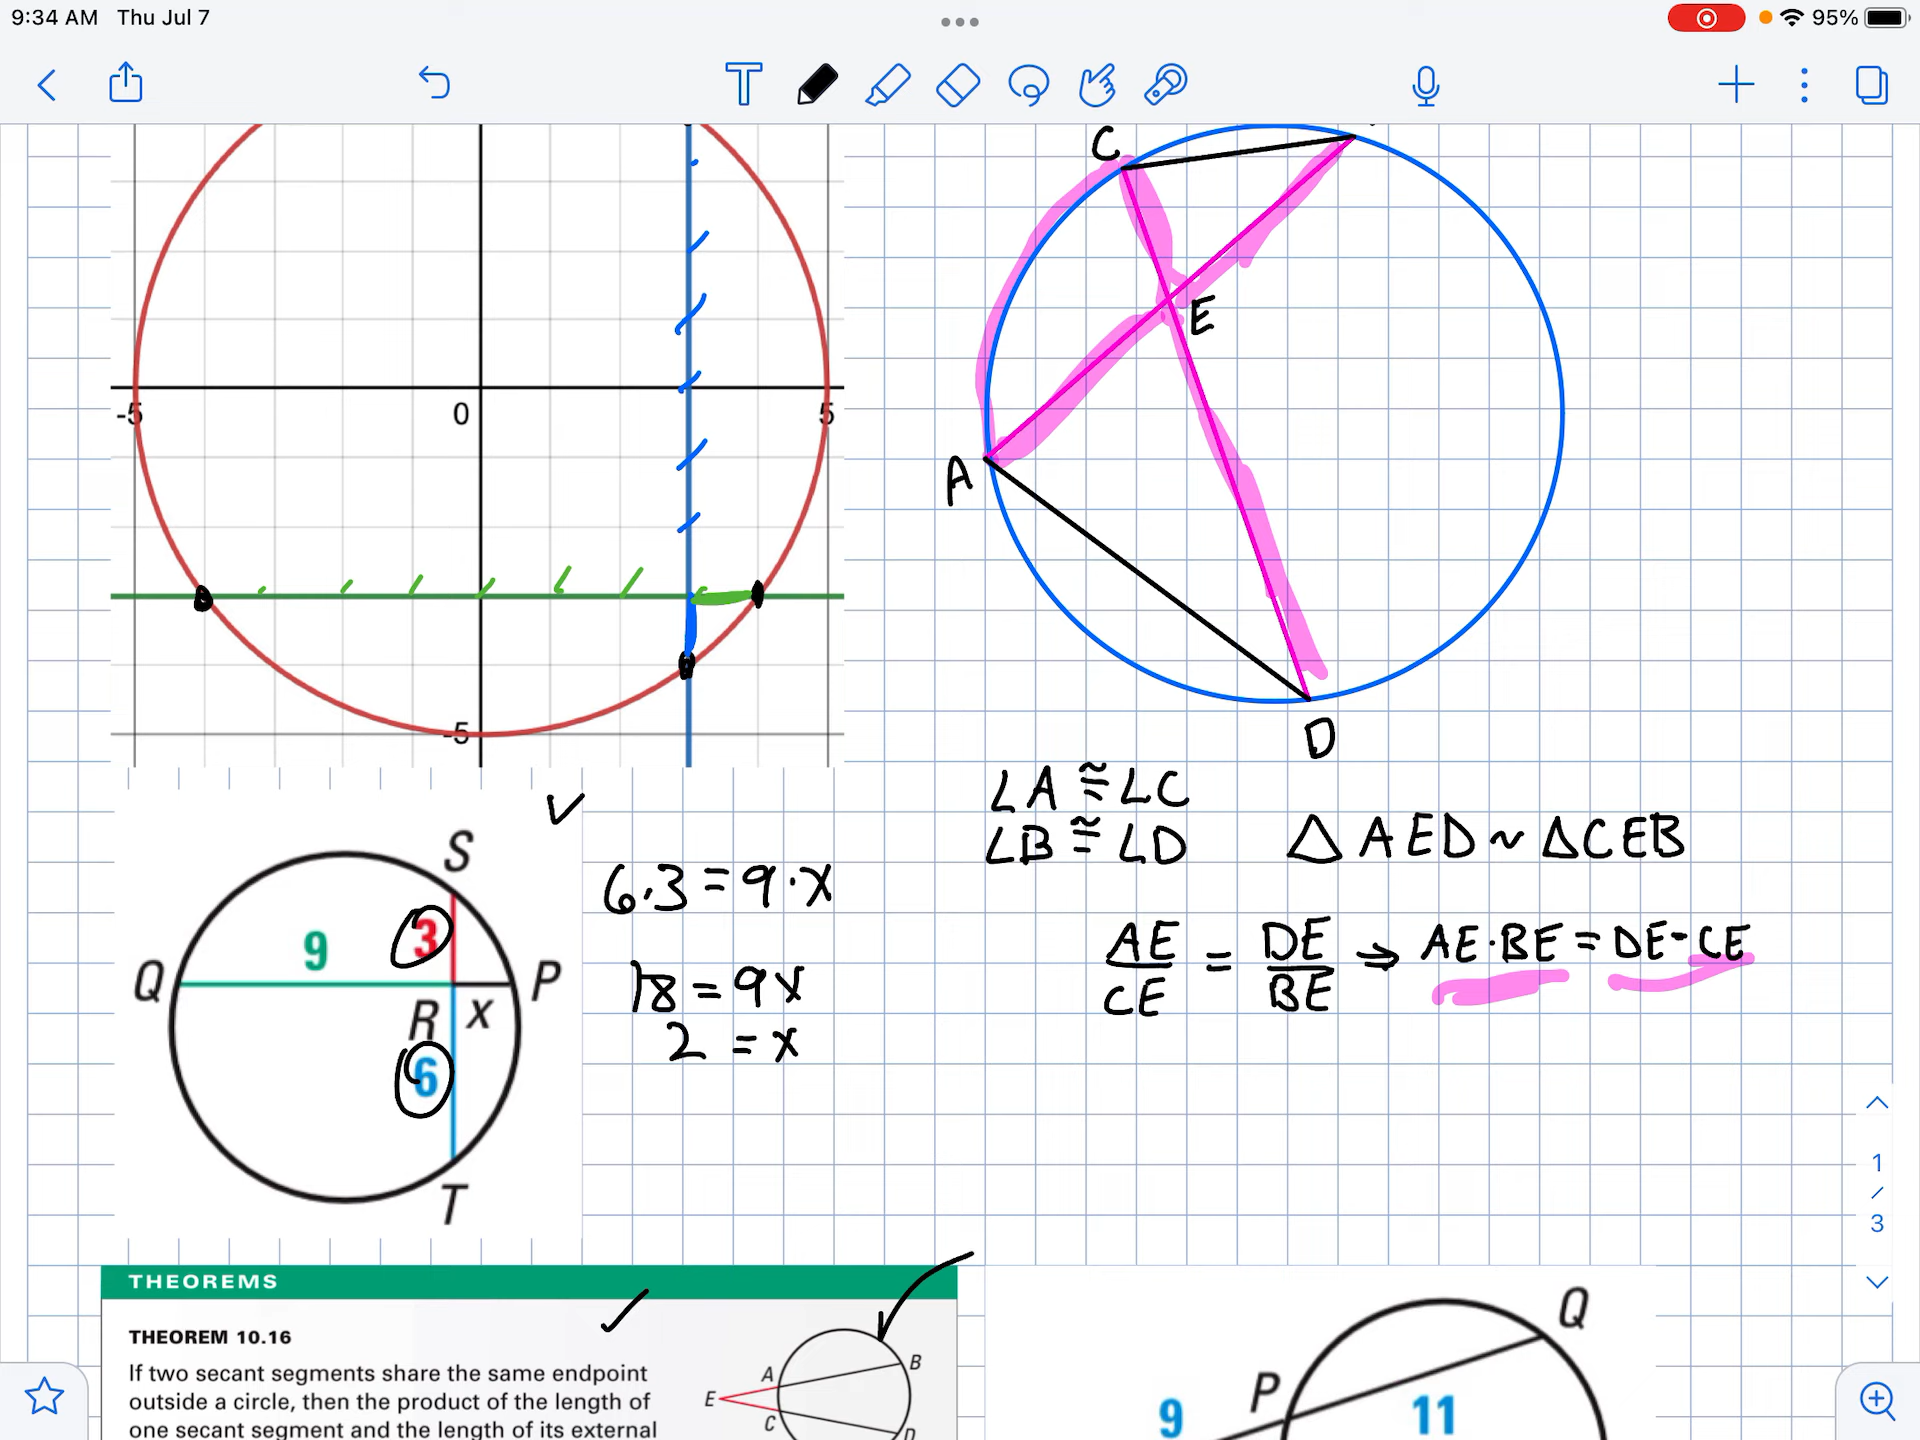 9:34 AM Thu Jul 7
95%
T
C
E
A
D
-5
0
5
-5
∠A ≅ ∠C
∠B ≅ ∠D
△AED ~ △CEB
AE/CE = DE/BE ⇒ AE·BE = DE·CE
S
9
3
Q
P
R
x
6
T
6·3 = 9·x
18 = 9x
2 = x
1
/
3
THEOREMS
THEOREM 10.16
If two secant segments share the same endpoint
outside a circle, then the product of the length of
one secant segment and the length of its external
A
B
E
C
D
Q
P
9
11